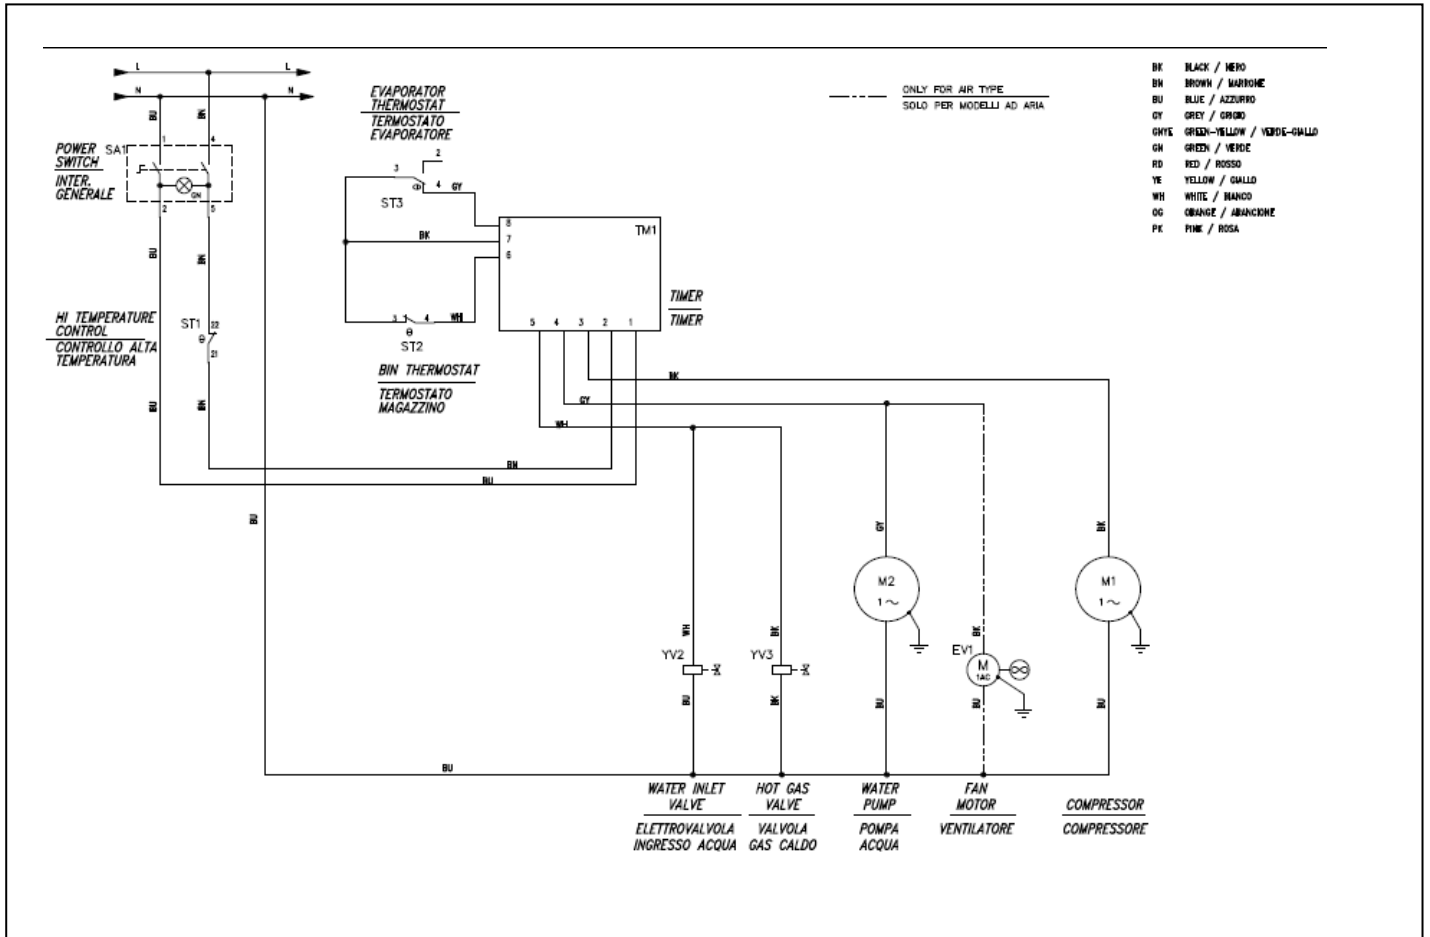 L
L
N
N
BU
BN
1
4
POWER
SWITCH
SA1
INTER.
GENERALE
GN
2
5
BU
BN
HI TEMPERATURE
CONTROL
CONTROLLO ALTA
TEMPERATURA
ST1
22
θ
21
BU
BN
EVAPORATOR
THERMOSTAT
TERMOSTATO
EVAPORATORE
2
3
4
GY
ST3
BK
8
7
6
TM1
3
1
4
WH
θ
ST2
5
4
3
2
1
TIMER
TIMER
BIN THERMOSTAT
TERMOSTATO
MAGAZZINO
ONLY FOR AIR TYPE
SOLO PER MODELLI AD ARIA
BK BLACK / NERO
BN BROWN / MARRONE
BU BLUE / AZZURRO
GY GREY / GRIGIO
GNYE GREEN-YELLOW / VERDE-GIALLO
GN GREEN / VERDE
RD RED / ROSSO
YE YELLOW / GIALLO
WH WHITE / BIANCO
OG ORANGE / ARANCIONE
PK PINK / ROSA
BK
GY
WH
BN
BU
BU
GY
BK
M2
1~
M1
1~
WH
BK
BK
YV2
YV3
EV1
M
1AC
BU
BK
BU
BU
BU
BU
WATER INLET
VALVE
ELETTROVALVOLA
INGRESSO ACQUA
HOT GAS
VALVE
VALVOLA
GAS CALDO
WATER
PUMP
POMPA
ACQUA
FAN
MOTOR
VENTILATORE
COMPRESSOR
COMPRESSORE